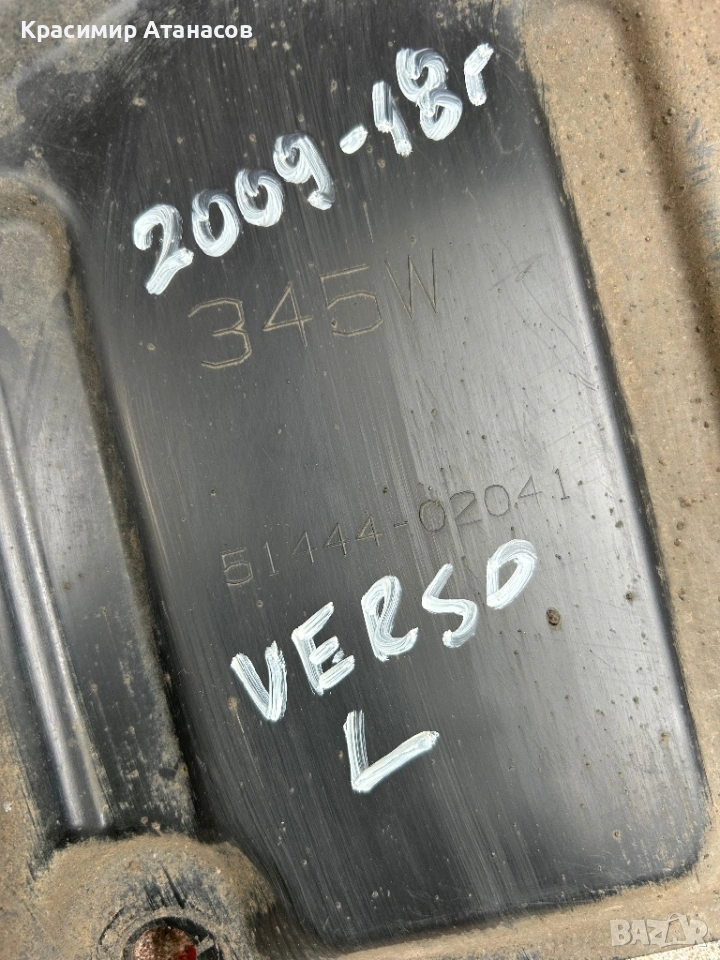 Красимир Атанасов
2009-18г
345W
51444-02041
VERSO
L
BAZAR